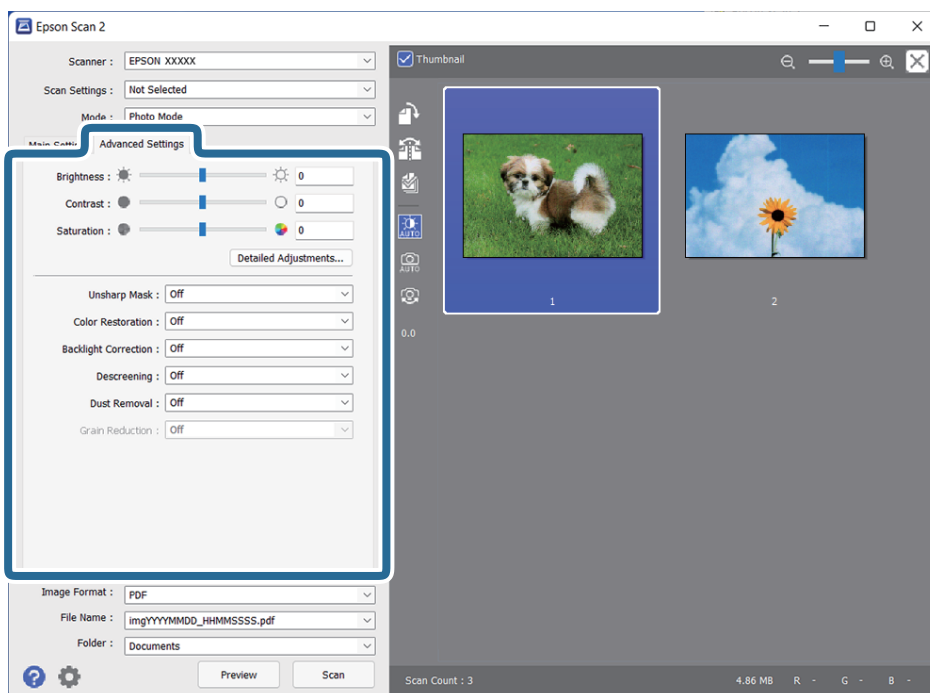 Epson Scan 2
Scanner : EPSON XXXXX
Scan Settings : Not Selected
Mode : Photo Mode
Advanced Settings
Brightness : 0
Contrast : 0
Saturation : 0
Detailed Adjustments...
Unsharp Mask : Off
Color Restoration : Off
Backlight Correction : Off
Descreening : Off
Dust Removal : Off
Grain Reduction : Off
Image Format : PDF
File Name : imgYYYYMMDD_HHMMSSSS.pdf
Folder : Documents
?
Preview
Scan
Thumbnail
AUTO
AUTO
0.0
1
2
Scan Count : 3
4.86 MB R - G - B -